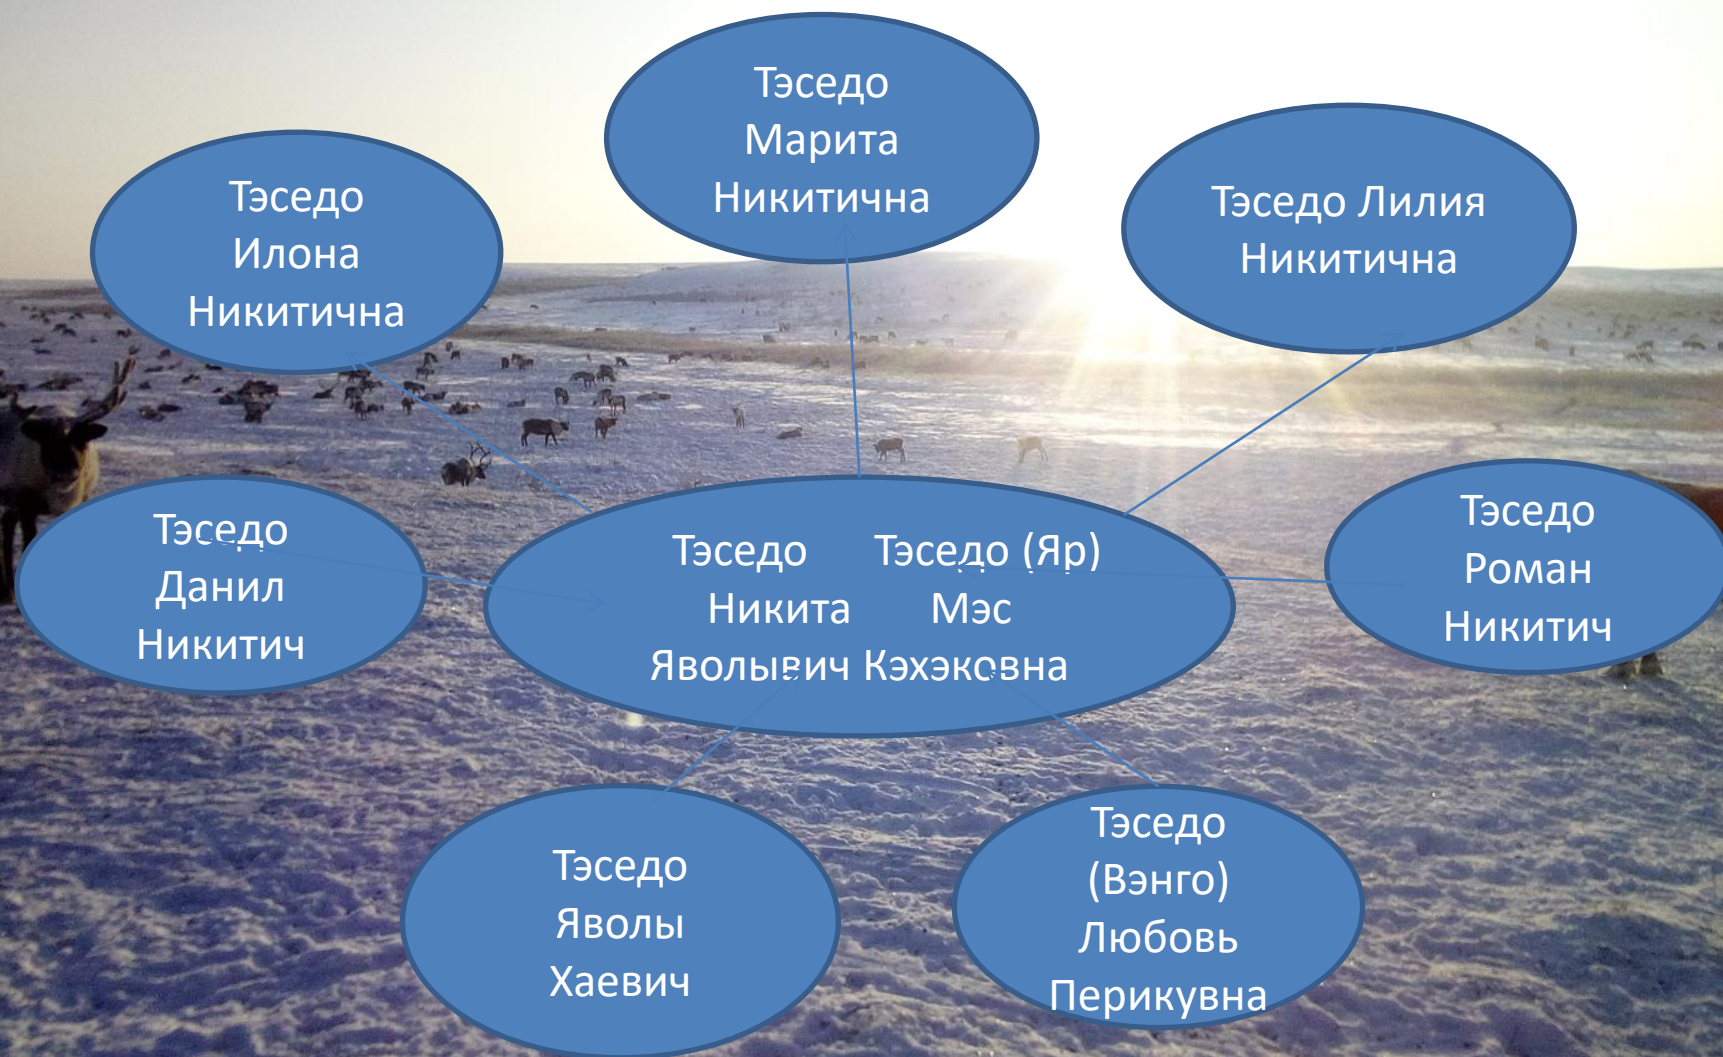 Тэседо
Марита
Никитична
Тэседо
Илона
Никитична
Тэседо Лилия
Никитична
Тэседо
Данил
Никитич
Тэседо Тэседо (Яр)
Никита Мэс
Яволывич Кэхэковна
Тэседо
Роман
Никитич
Тэседо
Яволы
Хаевич
Тэседо
(Вэнго)
Любовь
Перикувна